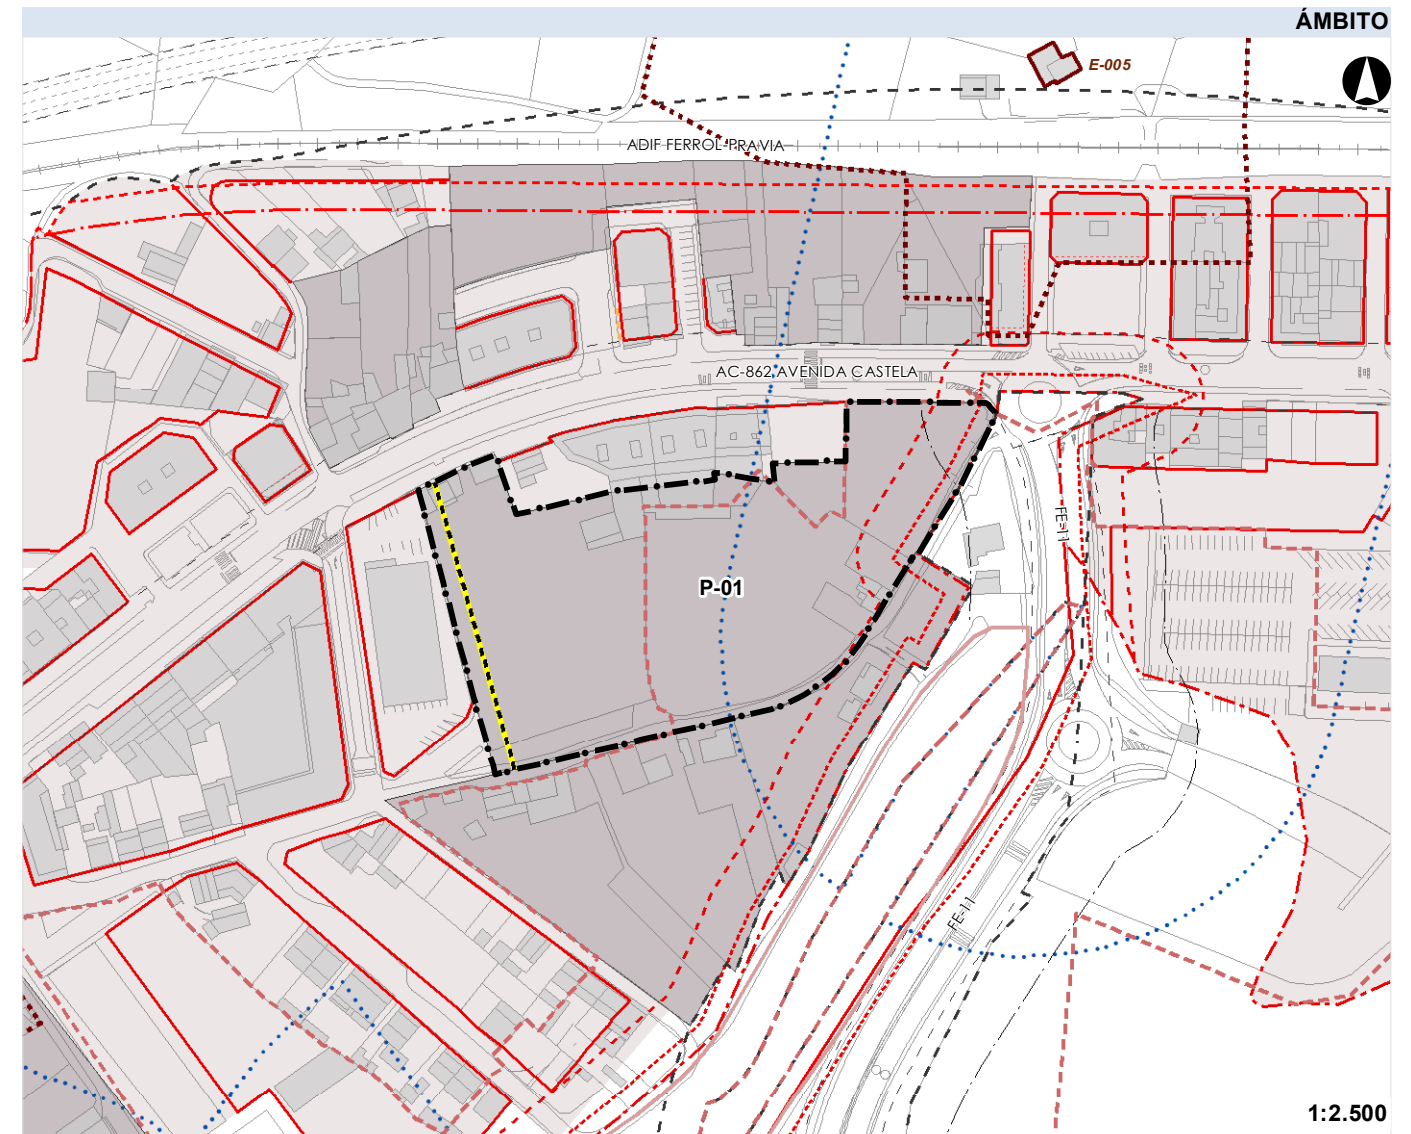 ÁMBITO
E-005
ADIF FERROL-PRAVIA
AC-862 AVENIDA CASTELA
FE-11
P-01
FE-11
1:2.500